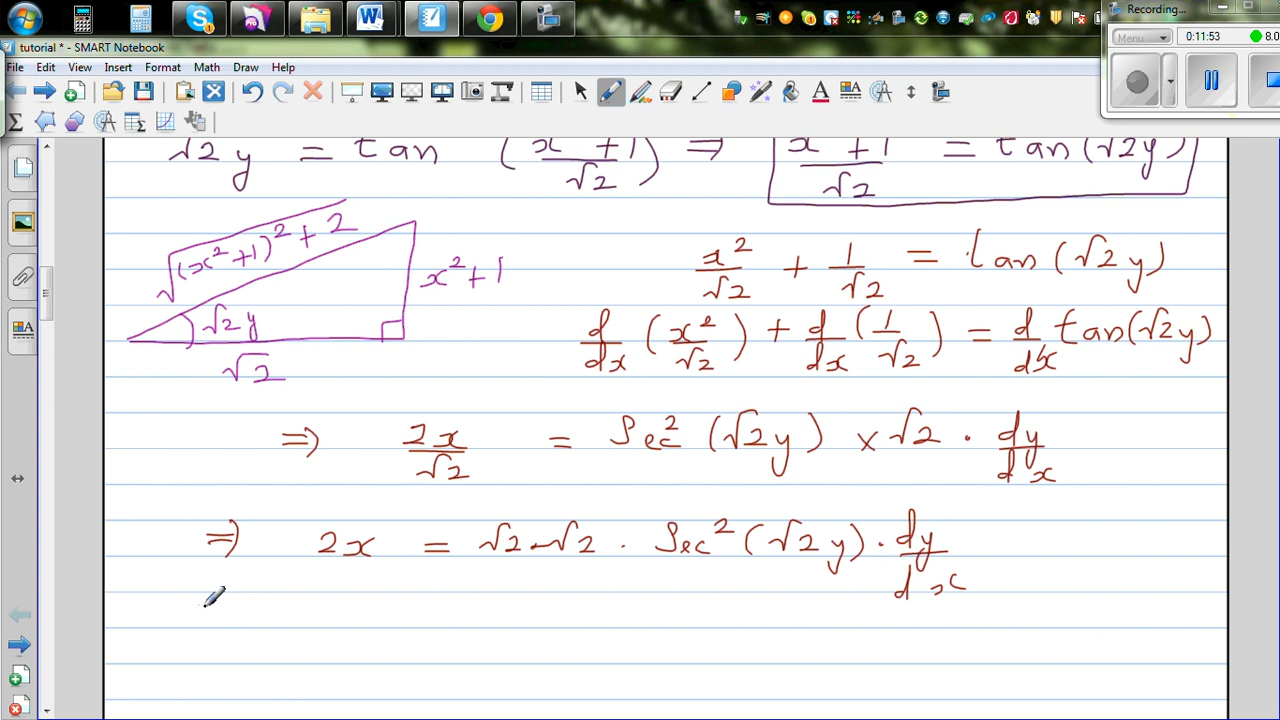 Recording...
Menu
0:11:53
8.0
tutorial * - SMART Notebook
File Edit View Insert Format Math Draw Help
√2 y = tan (x + 1 / √2) ⇒ x + 1 / √2 = tan(√2y)
√(x²+1)² + 2
x²+1
√2y
√2
x²/√2 + 1/√2 = tan(√2y)
d/dx (x²/√2) + d/dx (1/√2) = d/dx tan(√2y)
⇒ 2x/√2 = Sec² (√2y) × √2 · dy/dx
⇒ 2x = √2 · √2 · Sec² (√2y) · dy/dx